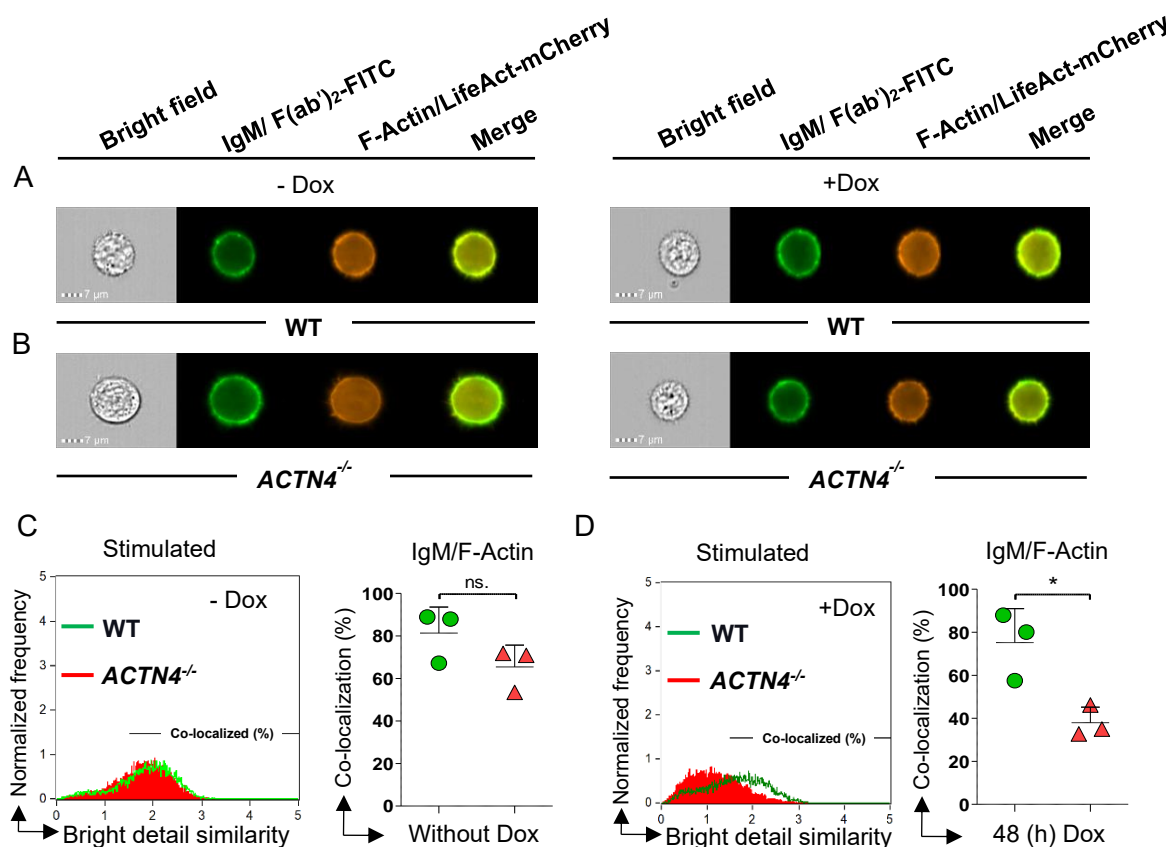 Bright field
IgM/ F(ab')₂-FITC
F-Actin/LifeAct-mCherry
Merge
Bright field
IgM/ F(ab')₂-FITC
F-Actin/LifeAct-mCherry
Merge
A
- Dox
+Dox
7 µm
7 µm
WT
WT
B
7 µm
7 µm
ACTN4-/-
ACTN4-/-
C
Stimulated
Normalized frequency
5
4
3
2
1
0
- Dox
WT
ACTN4-/-
Co-localized (%)
0 1 2 3 4 5
Bright detail similarity
IgM/F-Actin
ns.
Co-localization (%)
100
80
60
40
20
0
Without Dox
D
Stimulated
Normalized frequency
5
4
3
2
1
0
+Dox
WT
ACTN4-/-
Co-localized (%)
0 1 2 3 4 5
Bright detail similarity
IgM/F-Actin
*
Co-localization (%)
100
80
60
40
20
0
48 (h) Dox